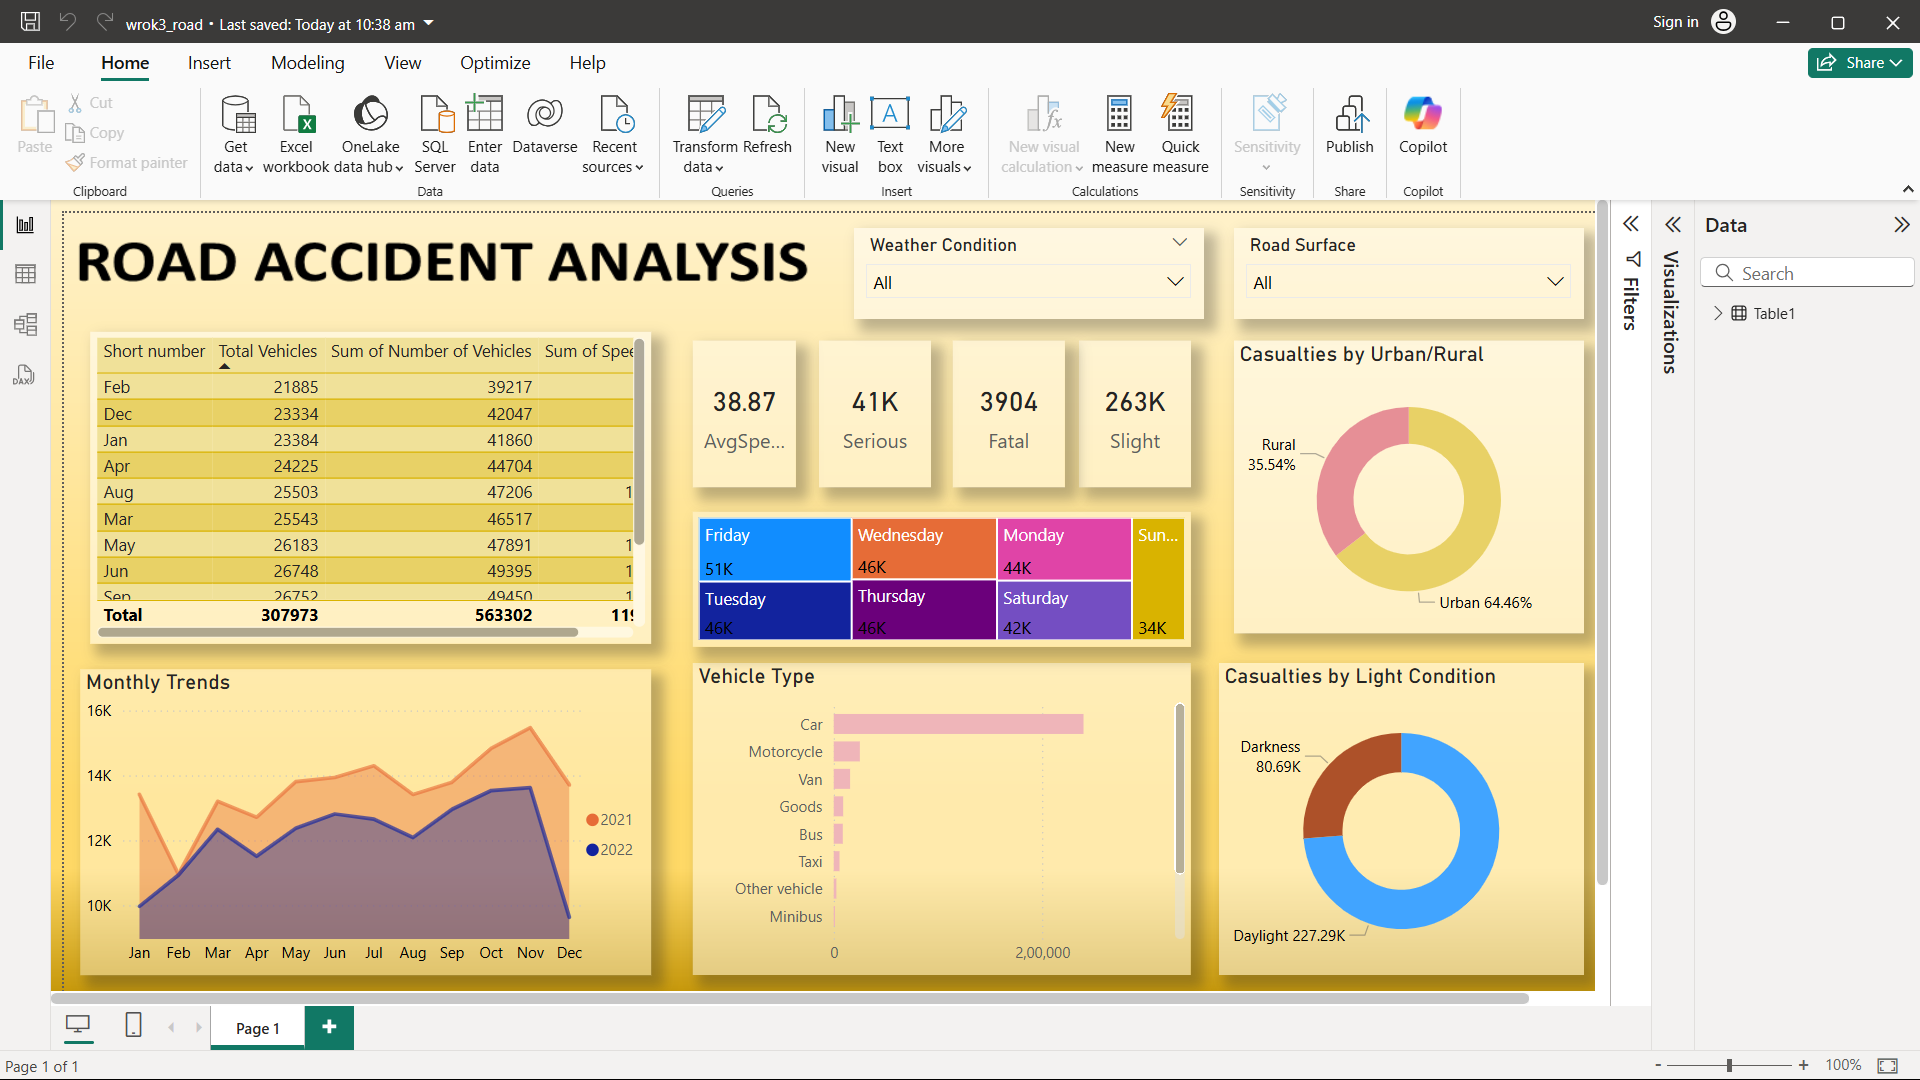 wrok3_road • Last saved: Today at 10:38 am
Sign in
File Home Insert Modeling View Optimize Help
Share
Paste
Cut
Copy
Format painter
Clipboard
Get data
Excel workbook
OneLake data hub
SQL Server
Enter data
Dataverse
Recent sources
Data
Transform data
Refresh
Queries
New visual
Text box
More visuals
Insert
New visual calculation
New measure
Quick measure
Calculations
Sensitivity
Sensitivity
Publish
Share
Copilot
Copilot
ROAD ACCIDENT ANALYSIS
Weather Condition
All
Road Surface
All
Filters
Visualizations
Data
Search
Table1
Short number Total Vehicles Sum of Number of Vehicles Sum of Spee
Feb 21885 39217
Dec 23334 42047
Jan 23384 41860
Apr 24225 44704
Aug 25503 47206 1
Mar 25543 46517
May 26183 47891 1
Jun 26748 49395 1
Sep 26752 49450 1
Total 307973 563302 119
38.87
AvgSpe...
41K
Serious
3904
Fatal
263K
Slight
Casualties by Urban/Rural
Rural
35.54%
Urban 64.46%
Friday
51K
Wednesday
46K
Monday
44K
Sun...
34K
Tuesday
46K
Thursday
46K
Saturday
42K
Monthly Trends
16K
14K
12K
10K
Jan Feb Mar Apr May Jun Jul Aug Sep Oct Nov Dec
2021
2022
Vehicle Type
Car
Motorcycle
Van
Goods
Bus
Taxi
Other vehicle
Minibus
0 2,00,000
Casualties by Light Condition
Darkness
80.69K
Daylight 227.29K
Page 1
+
Page 1 of 1
- + 100%